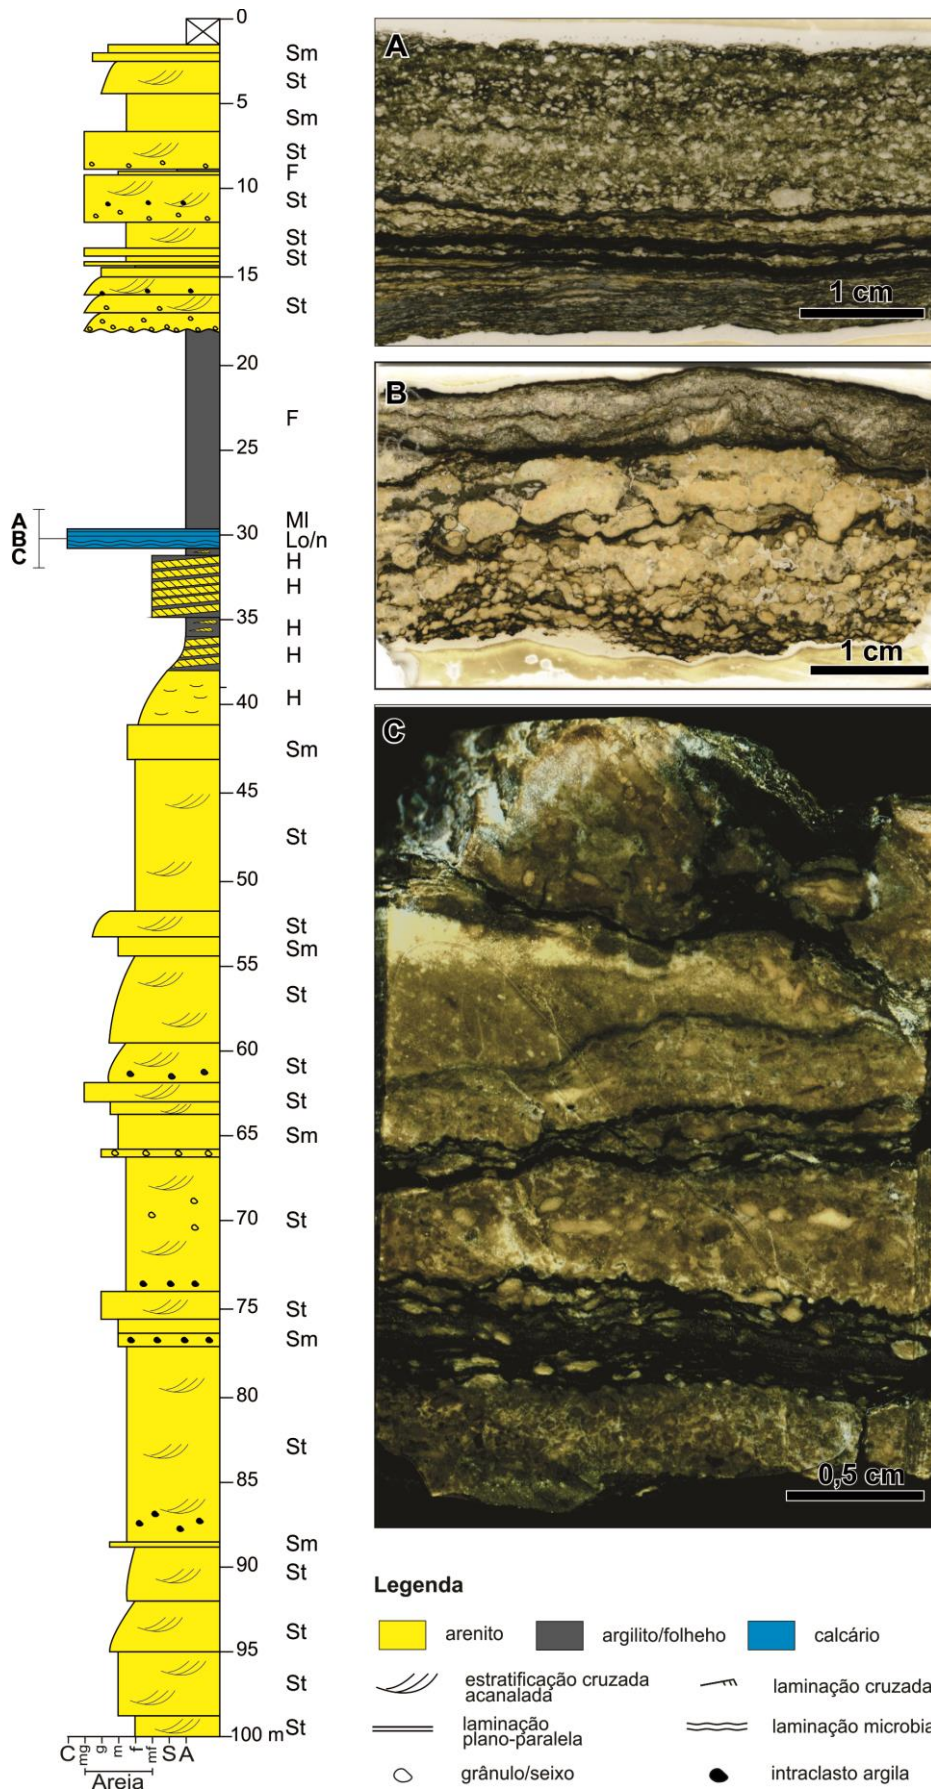 0
Sm
St
5
Sm
St
F
10
St
St
St
15
St
20
F
25
A
B
C
Ml
30
Lo/n
H
H
35
H
H
40
H
Sm
45
St
50
St
Sm
55
St
60
St
St
65
Sm
70
St
75
St
Sm
80
St
85
Sm
90
St
95
St
St
100 m
St
C mg g m f mf S A
Areia
A
1 cm
B
1 cm
C
0,5 cm
Legenda
arenito
argilito/folheho
calcário
estratificação cruzada
acanalada
laminação cruzada
laminação
plano-paralela
laminação microbia
grânulo/seixo
intraclasto argila